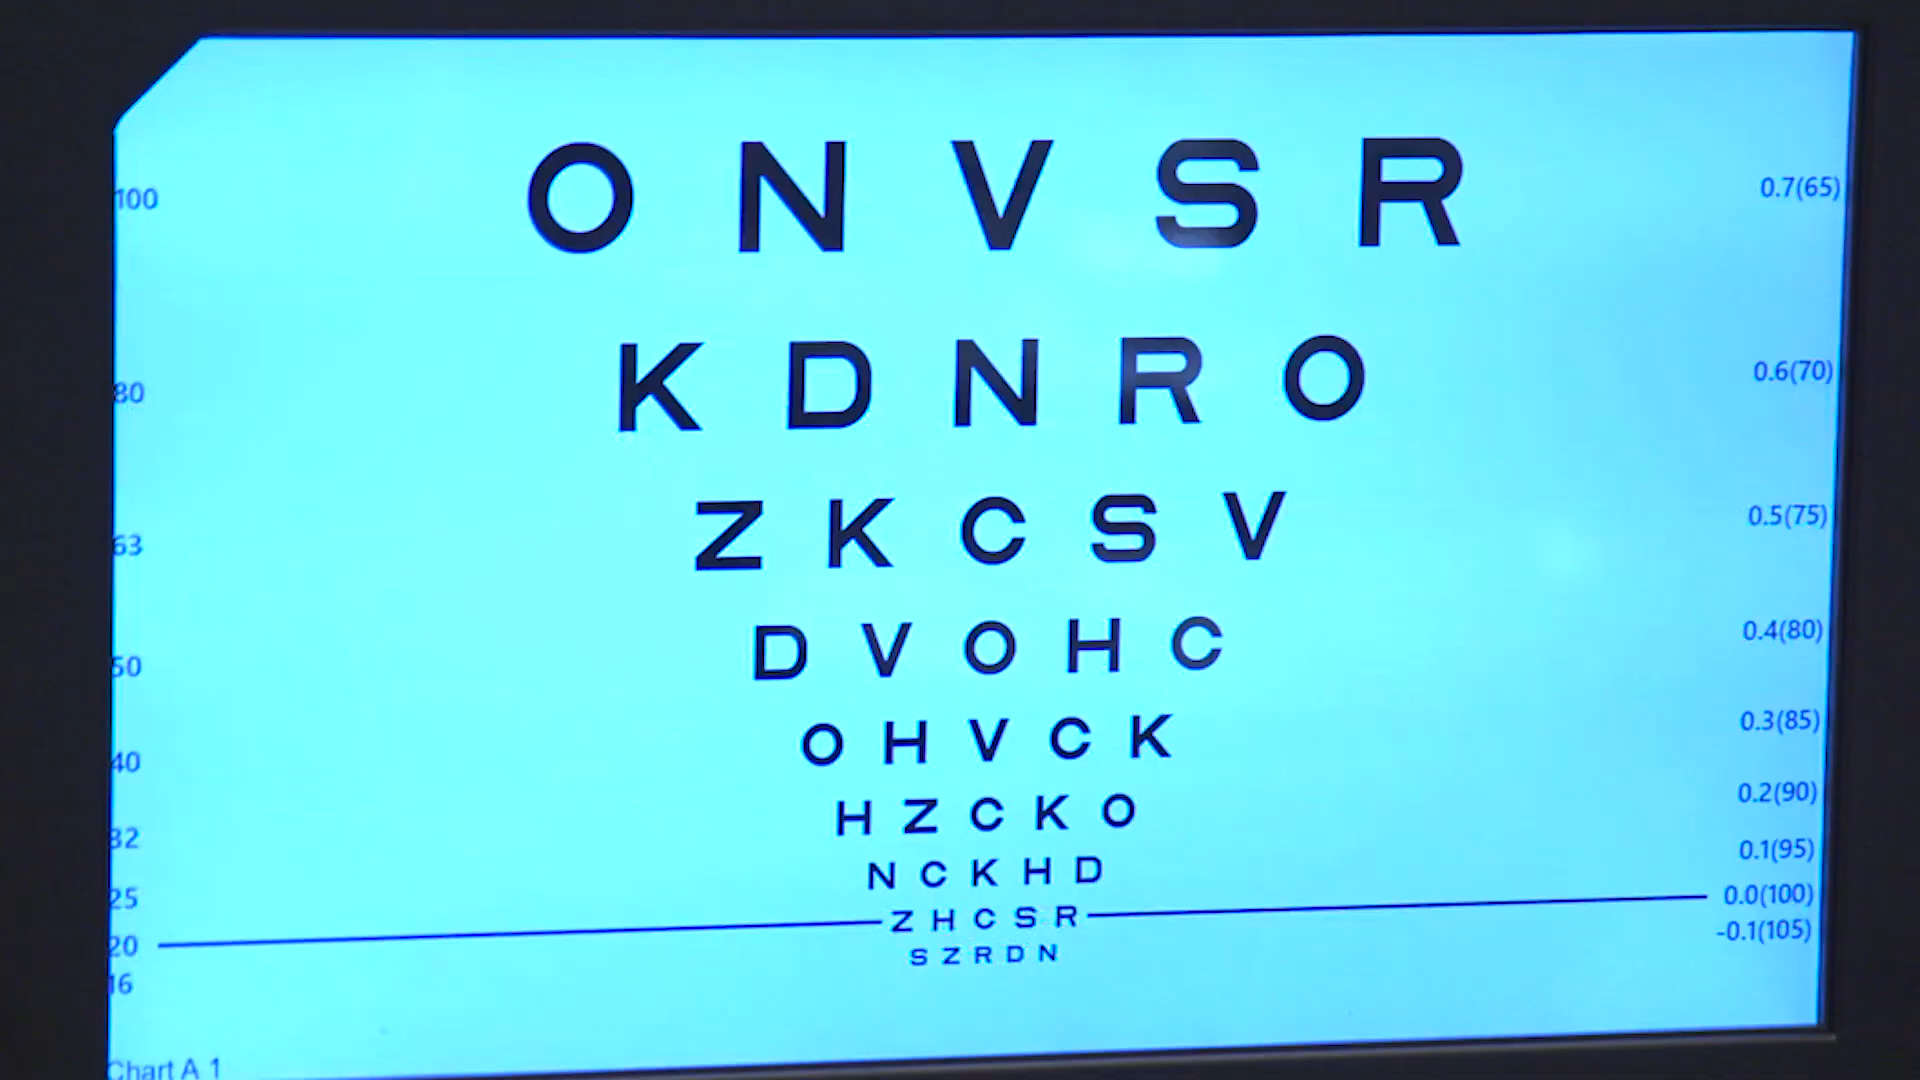 100 O N V S R 0.7(65)
80 K D N R O 0.6(70)
63 Z K C S V 0.5(75)
50 D V O H C 0.4(80)
40 O H V C K 0.3(85)
32 H Z C K O 0.2(90)
25 N C K H D 0.1(95)
20 Z H C S R 0.0(100)
16 S Z R D N -0.1(105)
Chart A 1